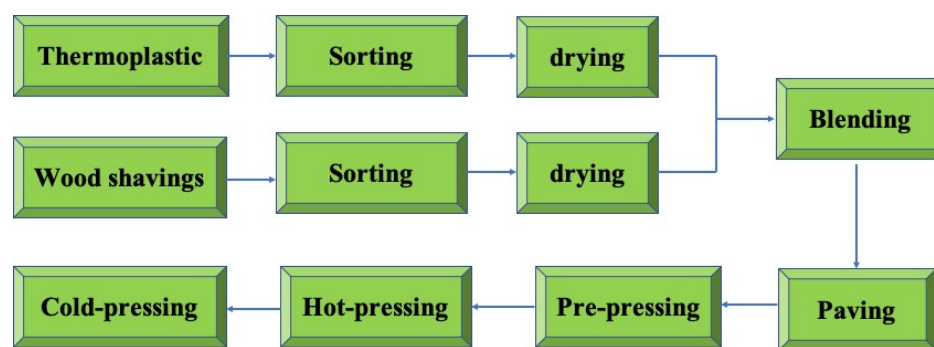 Thermoplastic
Sorting
drying
Blending
Wood shavings
Sorting
drying
Cold-pressing
Hot-pressing
Pre-pressing
Paving